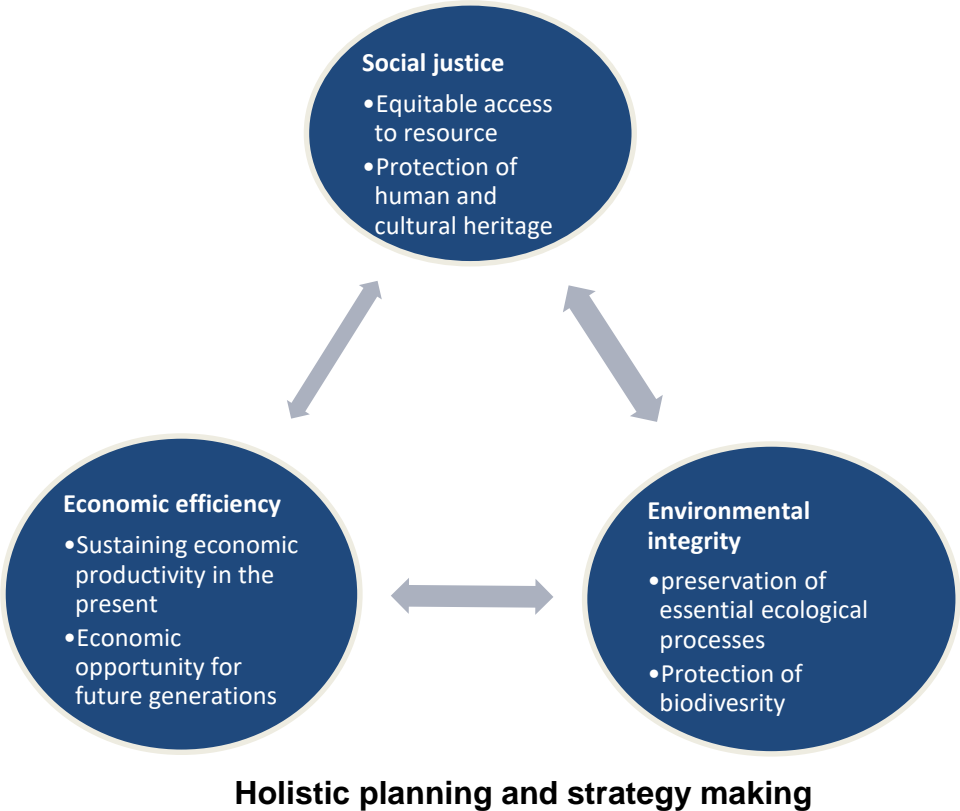 Social justice
•Equitable access
to resource
•Protection of
human and
cultural heritage
Economic efficiency
•Sustaining economic
productivity in the
present
•Economic
opportunity for
future generations
Environmental
integrity
•preservation of
essential ecological
processes
•Protection of
biodivesrity
Holistic planning and strategy making